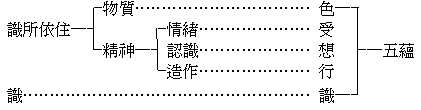 物質 色
情緒 受
識所依住 認識 想 五蘊
精神
造作 行
識 識